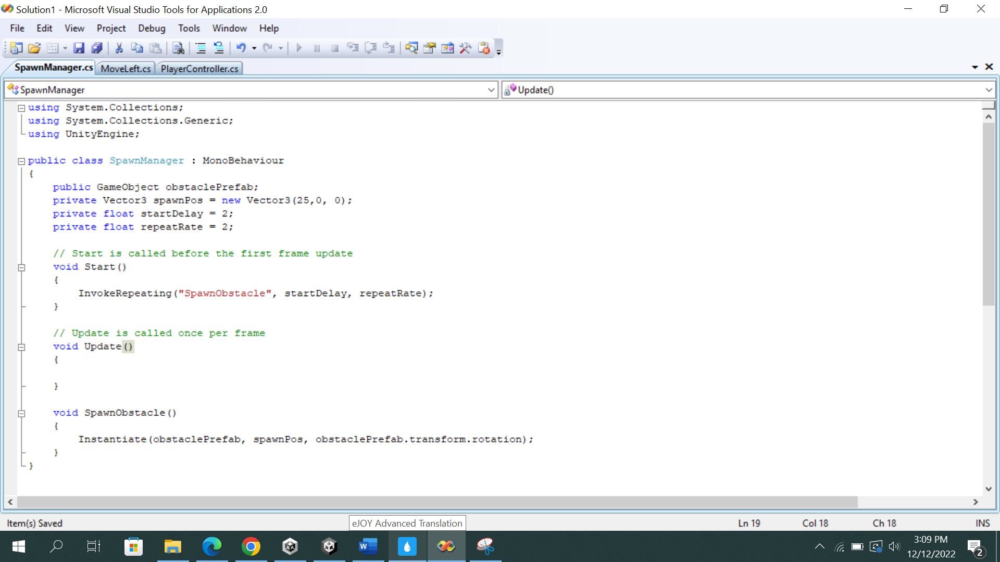 Solution1 - Microsoft Visual Studio Tools for Applications 2.0
File Edit View Project Debug Tools Window Help
SpawnManager.cs MoveLeft.cs PlayerController.cs
SpawnManager Update()
using System.Collections;
using System.Collections.Generic;
using UnityEngine;
public class SpawnManager : MonoBehaviour
{
public GameObject obstaclePrefab;
private Vector3 spawnPos = new Vector3(25,0, 0);
private float startDelay = 2;
private float repeatRate = 2;
// Start is called before the first frame update
void Start()
{
InvokeRepeating("SpawnObstacle", startDelay, repeatRate);
}
// Update is called once per frame
void Update()
{
}
void SpawnObstacle()
{
Instantiate(obstaclePrefab, spawnPos, obstaclePrefab.transform.rotation);
}
}
Item(s) Saved eJOY Advanced Translation Ln 19 Col 18 Ch 18 INS
W
3:09 PM
12/12/2022
2